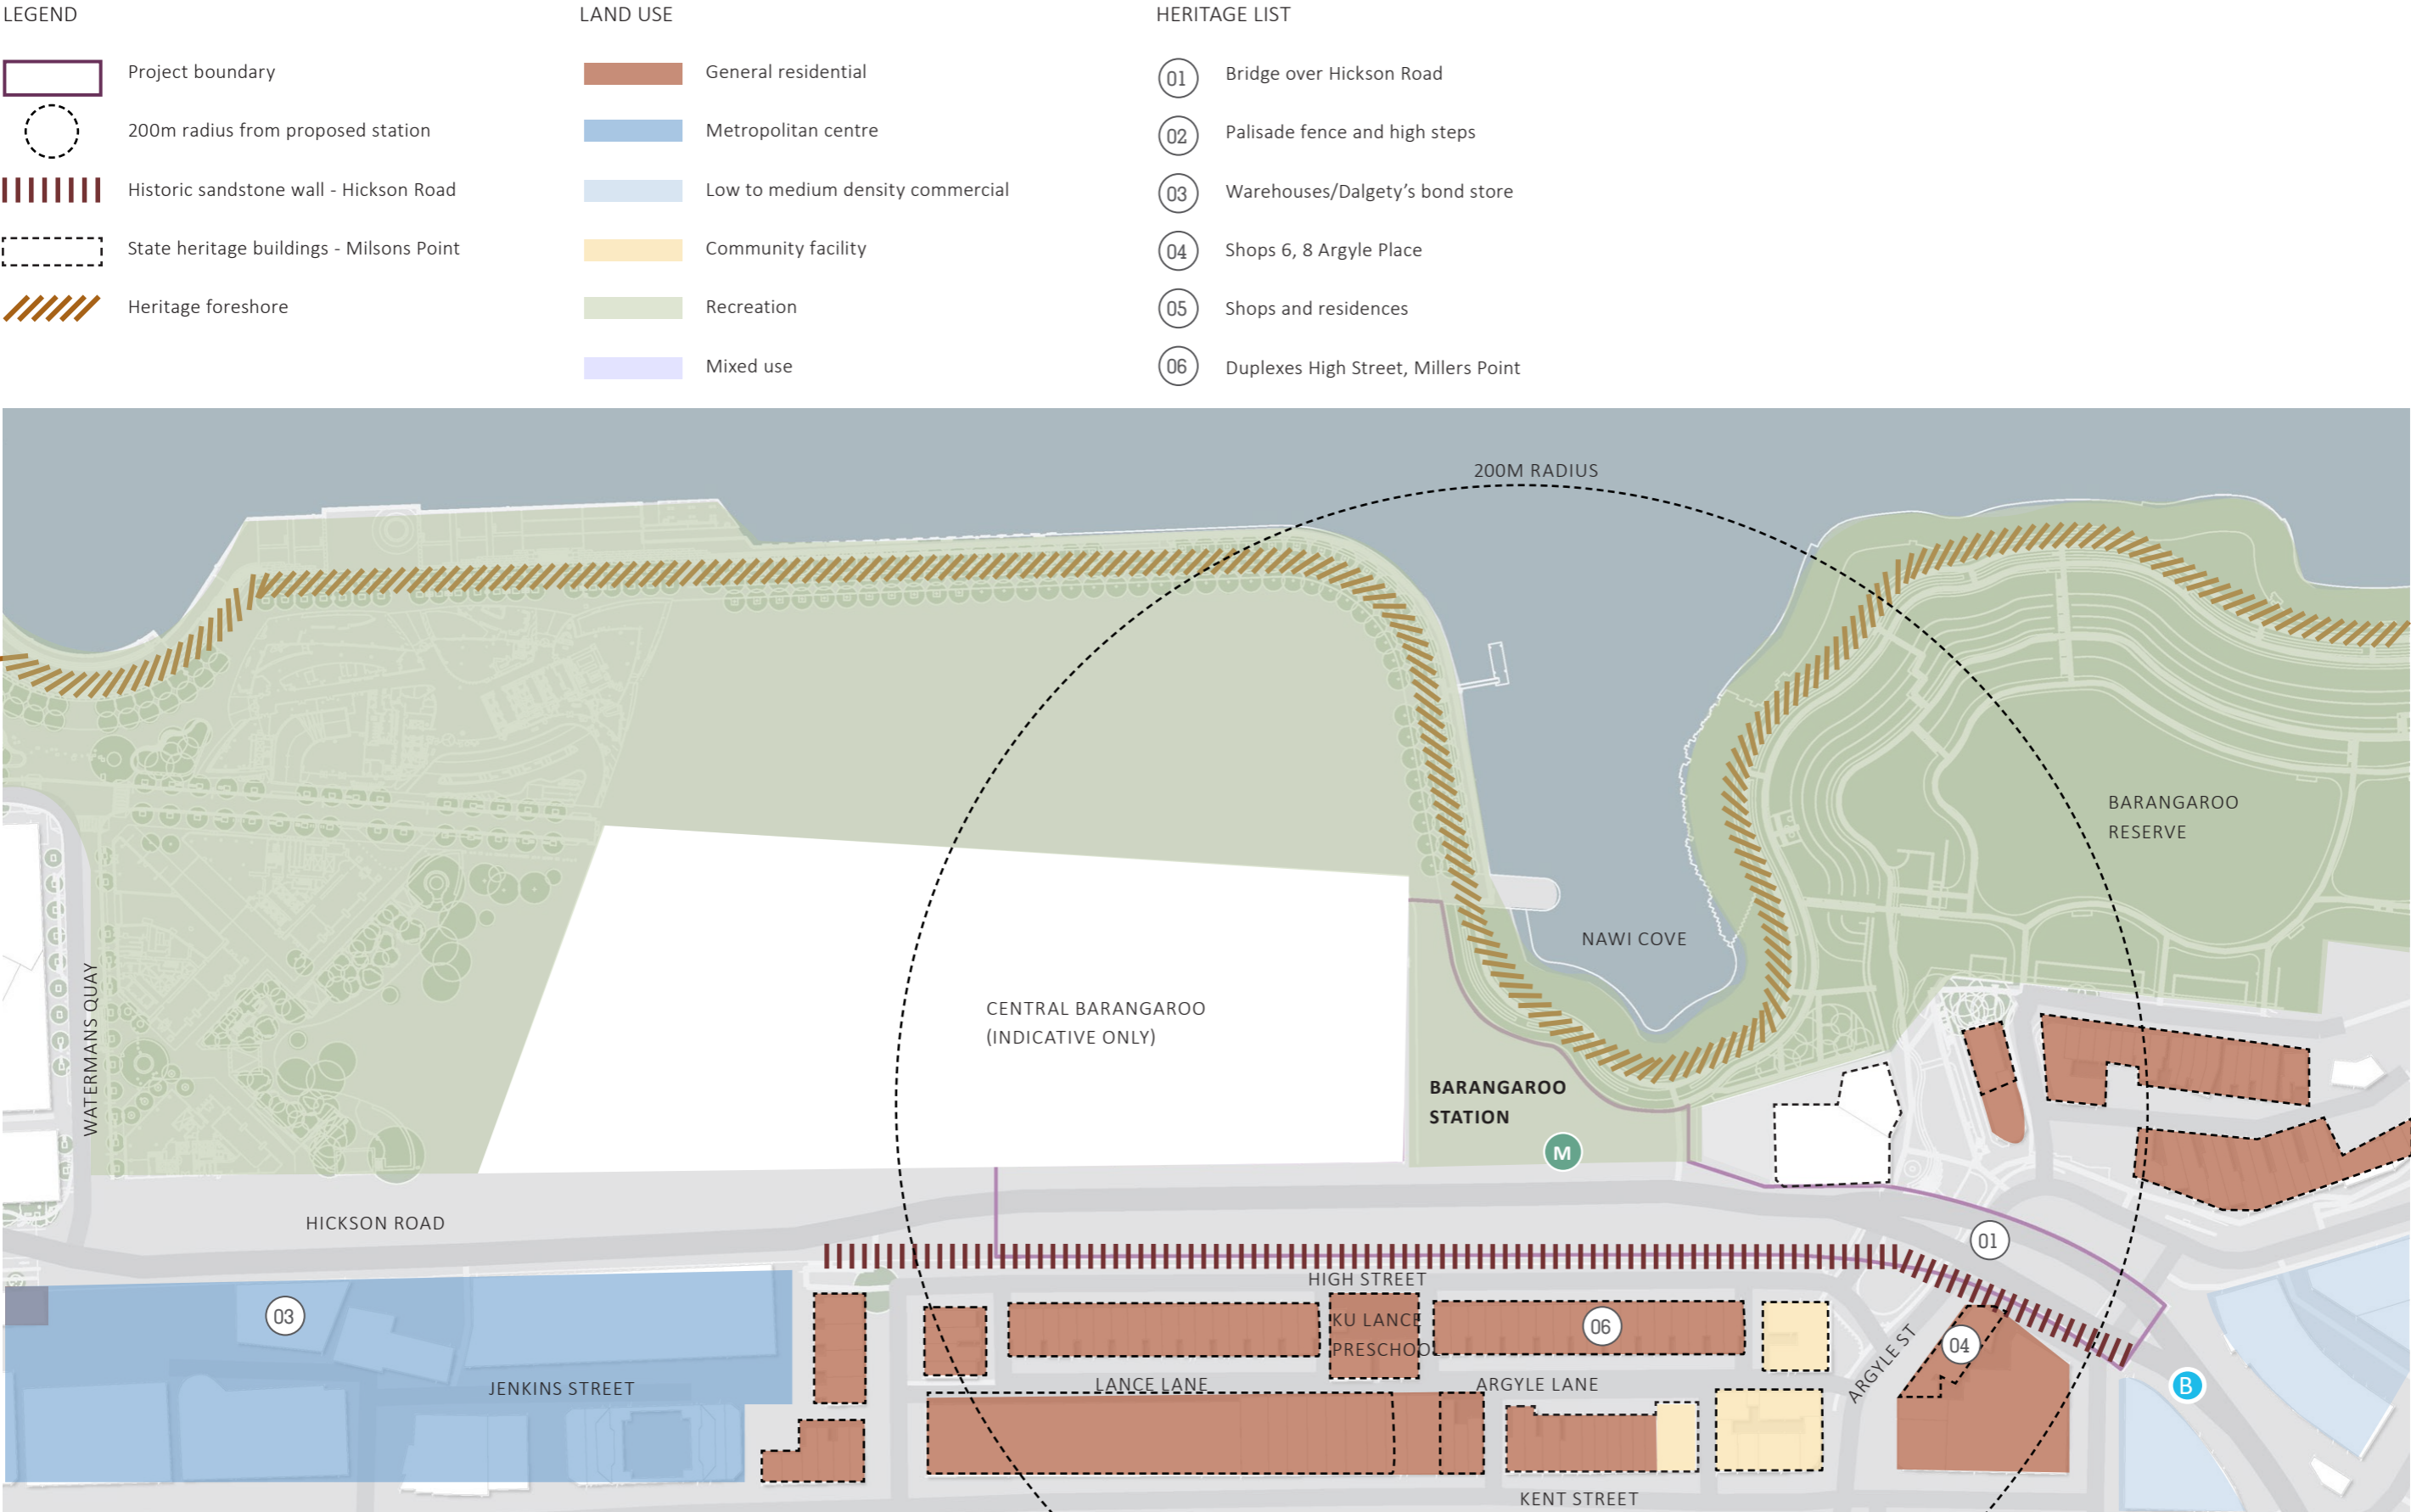 LEGEND
Project boundary
200m radius from proposed station
Historic sandstone wall - Hickson Road
State heritage buildings - Milsons Point
Heritage foreshore
LAND USE
General residential
Metropolitan centre
Low to medium density commercial
Community facility
Recreation
Mixed use
HERITAGE LIST
01 Bridge over Hickson Road
02 Palisade fence and high steps
03 Warehouses/Dalgety’s bond store
04 Shops 6, 8 Argyle Place
05 Shops and residences
06 Duplexes High Street, Millers Point
200M RADIUS
BARANGAROO
RESERVE
NAWI COVE
WATERMANS QUAY
CENTRAL BARANGAROO
(INDICATIVE ONLY)
BARANGAROO
STATION
M
HICKSON ROAD
01
HIGH STREET
03
KU LANCE
PRESCHOO
06
04
ARGYLE ST
B
JENKINS STREET
LANCE LANE
ARGYLE LANE
KENT STREET